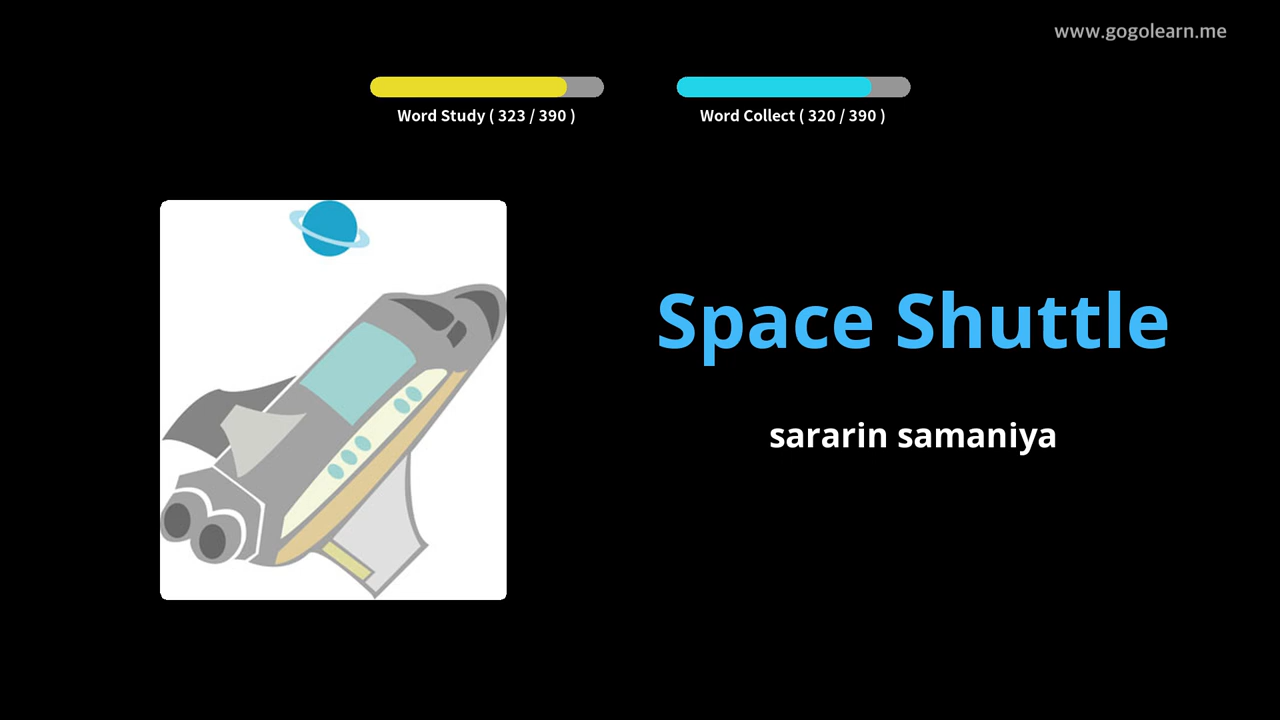 www.gogolearn.me
Word Study ( 323 / 390 )
Word Collect ( 320 / 390 )
Space Shuttle
sararin samaniya